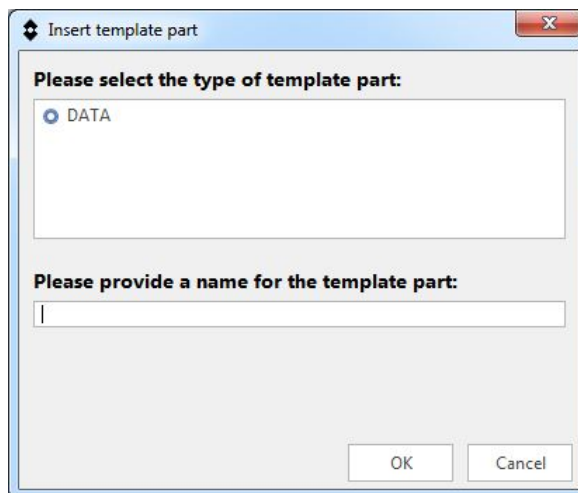 Insert template part
Please select the type of template part:
DATA
Please provide a name for the template part:
OK
Cancel